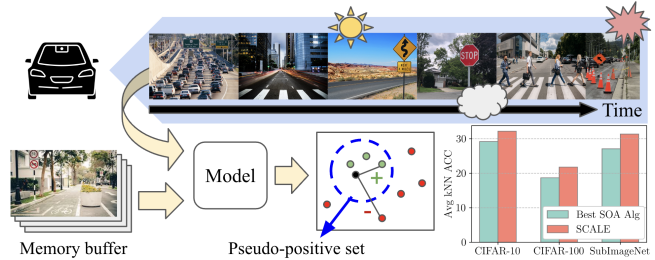 STOP
Time
Model
Memory buffer
Pseudo-positive set
+
-
Avg kNN ACC
30
20
10
0
Best SOA Alg
SCALE
CIFAR-10 CIFAR-100 SubImageNet